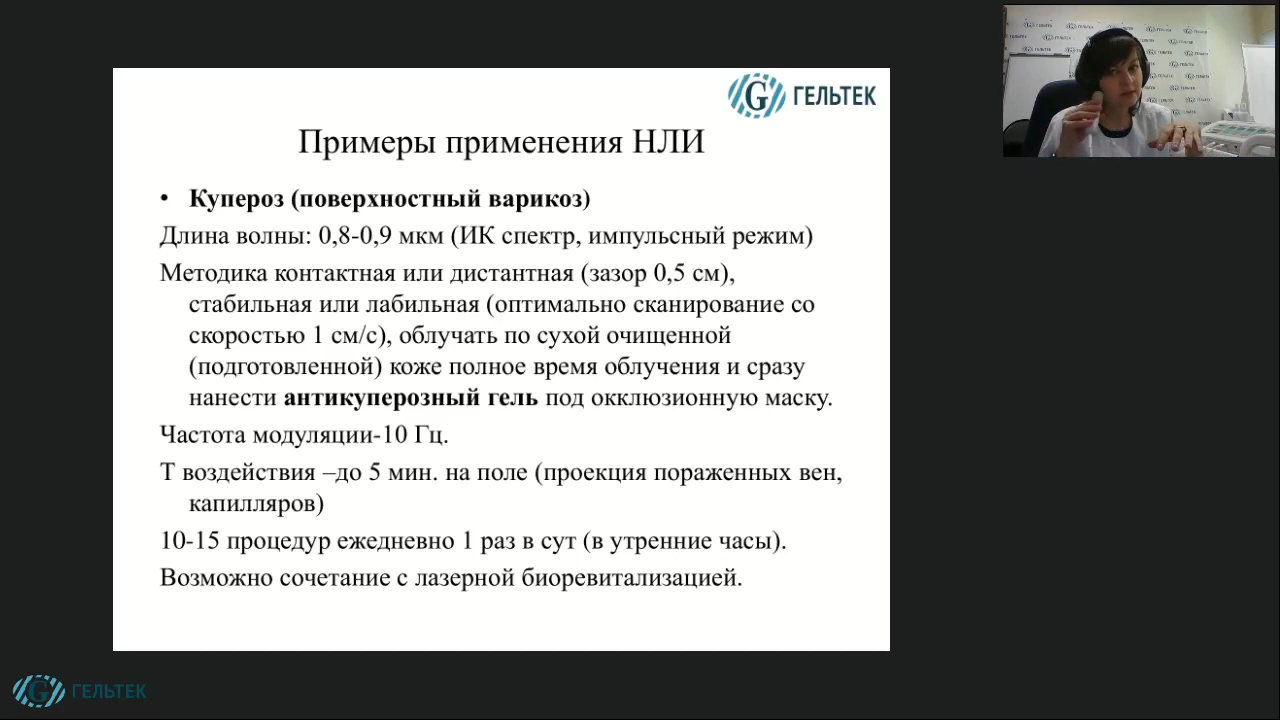 ГЕЛЬТЕК
Примеры применения НЛИ
• Купероз (поверхностный варикоз)
Длина волны: 0,8-0,9 мкм (ИК спектр, импульсный режим)
Методика контактная или дистантная (зазор 0,5 см),
стабильная или лабильная (оптимально сканирование со
скоростью 1 см/с), облучать по сухой очищенной
(подготовленной) коже полное время облучения и сразу
нанести антикуперозный гель под окклюзионную маску.
Частота модуляции-10 Гц.
Т воздействия –до 5 мин. на поле (проекция пораженных вен,
капилляров)
10-15 процедур ежедневно 1 раз в сут (в утренние часы).
Возможно сочетание с лазерной биоревитализацией.
ГЕЛЬТЕК